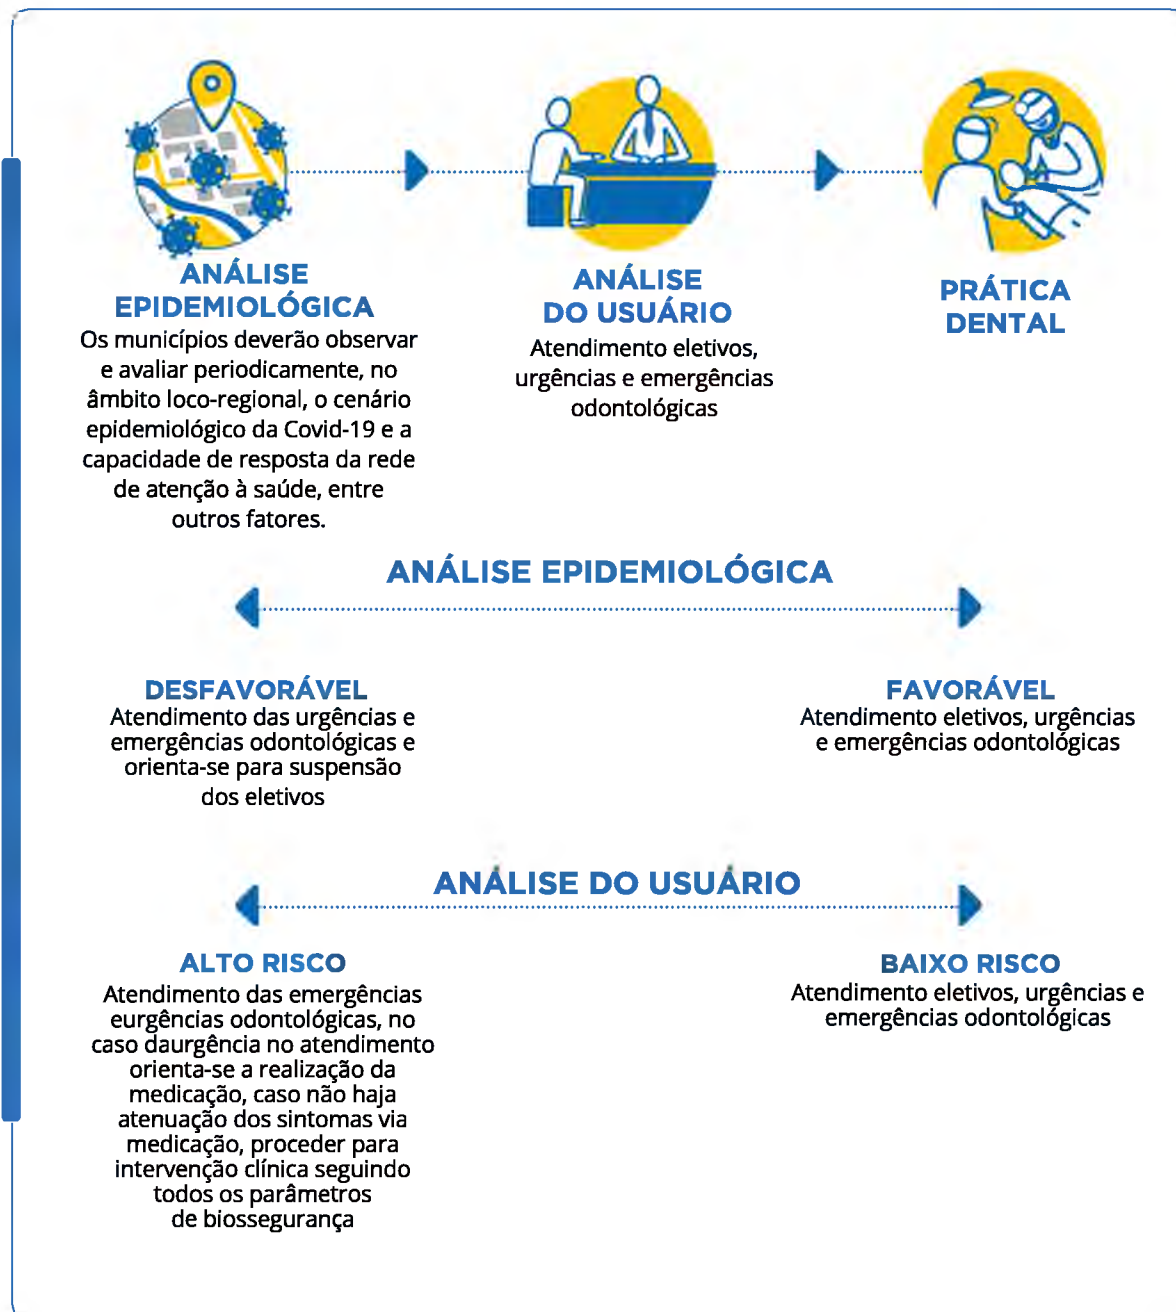 ANÁLISE
EPIDEMIOLÓGICA
Os municípios deverão observar
e avaliar periodicamente, no
âmbito loco-regional, o cenário
epidemiológico da Covid-19 e a
capacidade de resposta da rede
de atenção à saúde, entre
outros fatores.
ANÁLISE
DO USUÁRIO
Atendimento eletivos,
urgências e emergências
odontológicas
PRÁTICA
DENTAL
ANÁLISE EPIDEMIOLÓGICA
DESFAVORÁVEL
Atendimento das urgências e
emergências odontológicas e
orienta-se para suspensão
dos eletivos
FAVORÁVEL
Atendimento eletivos, urgências
e emergências odontológicas
ANÁLISE DO USUÁRIO
ALTO RISCO
Atendimento das emergências
eurgências odontológicas, no
caso daurgência no atendimento
orienta-se a realização da
medicação, caso não haja
atenuação dos sintomas via
medicação, proceder para
intervenção clínica seguindo
todos os parâmetros
de biossegurança
BAIXO RISCO
Atendimento eletivos, urgências e
emergências odontológicas